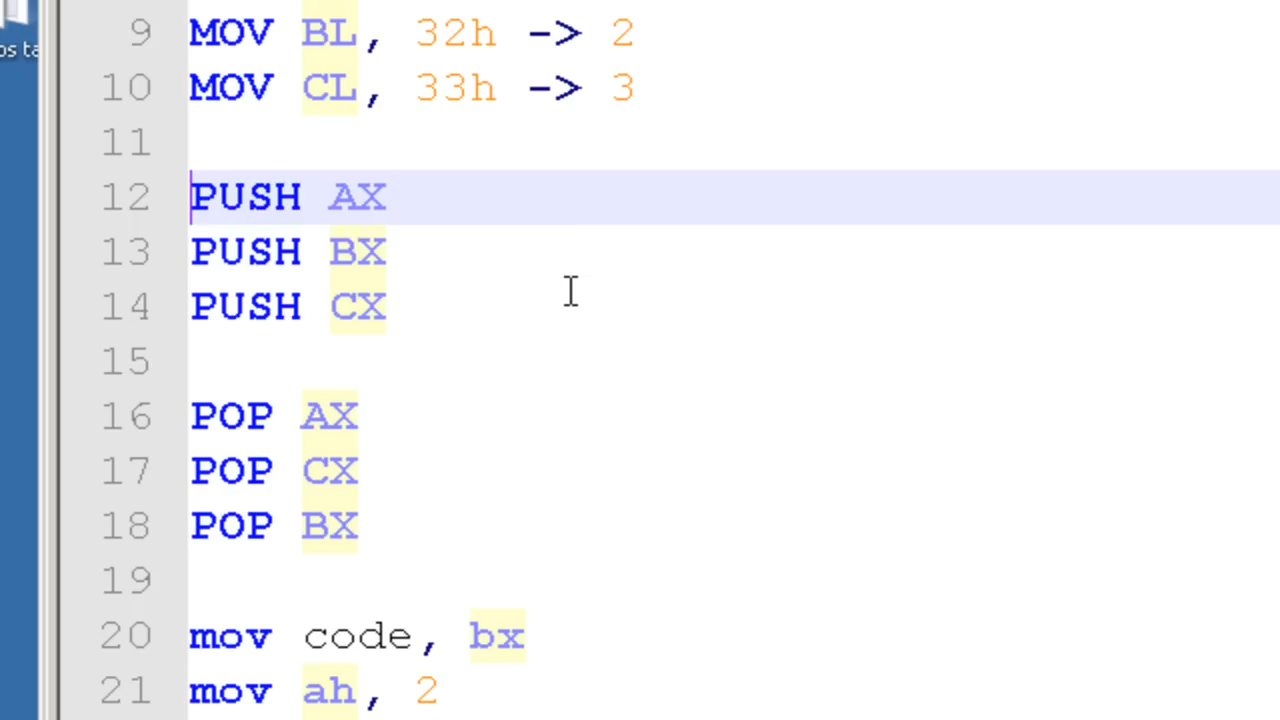 os ta
9 MOV BL, 32h -> 2
10 MOV CL, 33h -> 3
11
12 PUSH AX
13 PUSH BX
14 PUSH CX
15
16 POP AX
17 POP CX
18 POP BX
19
20 mov code, bx
21 mov ah, 2